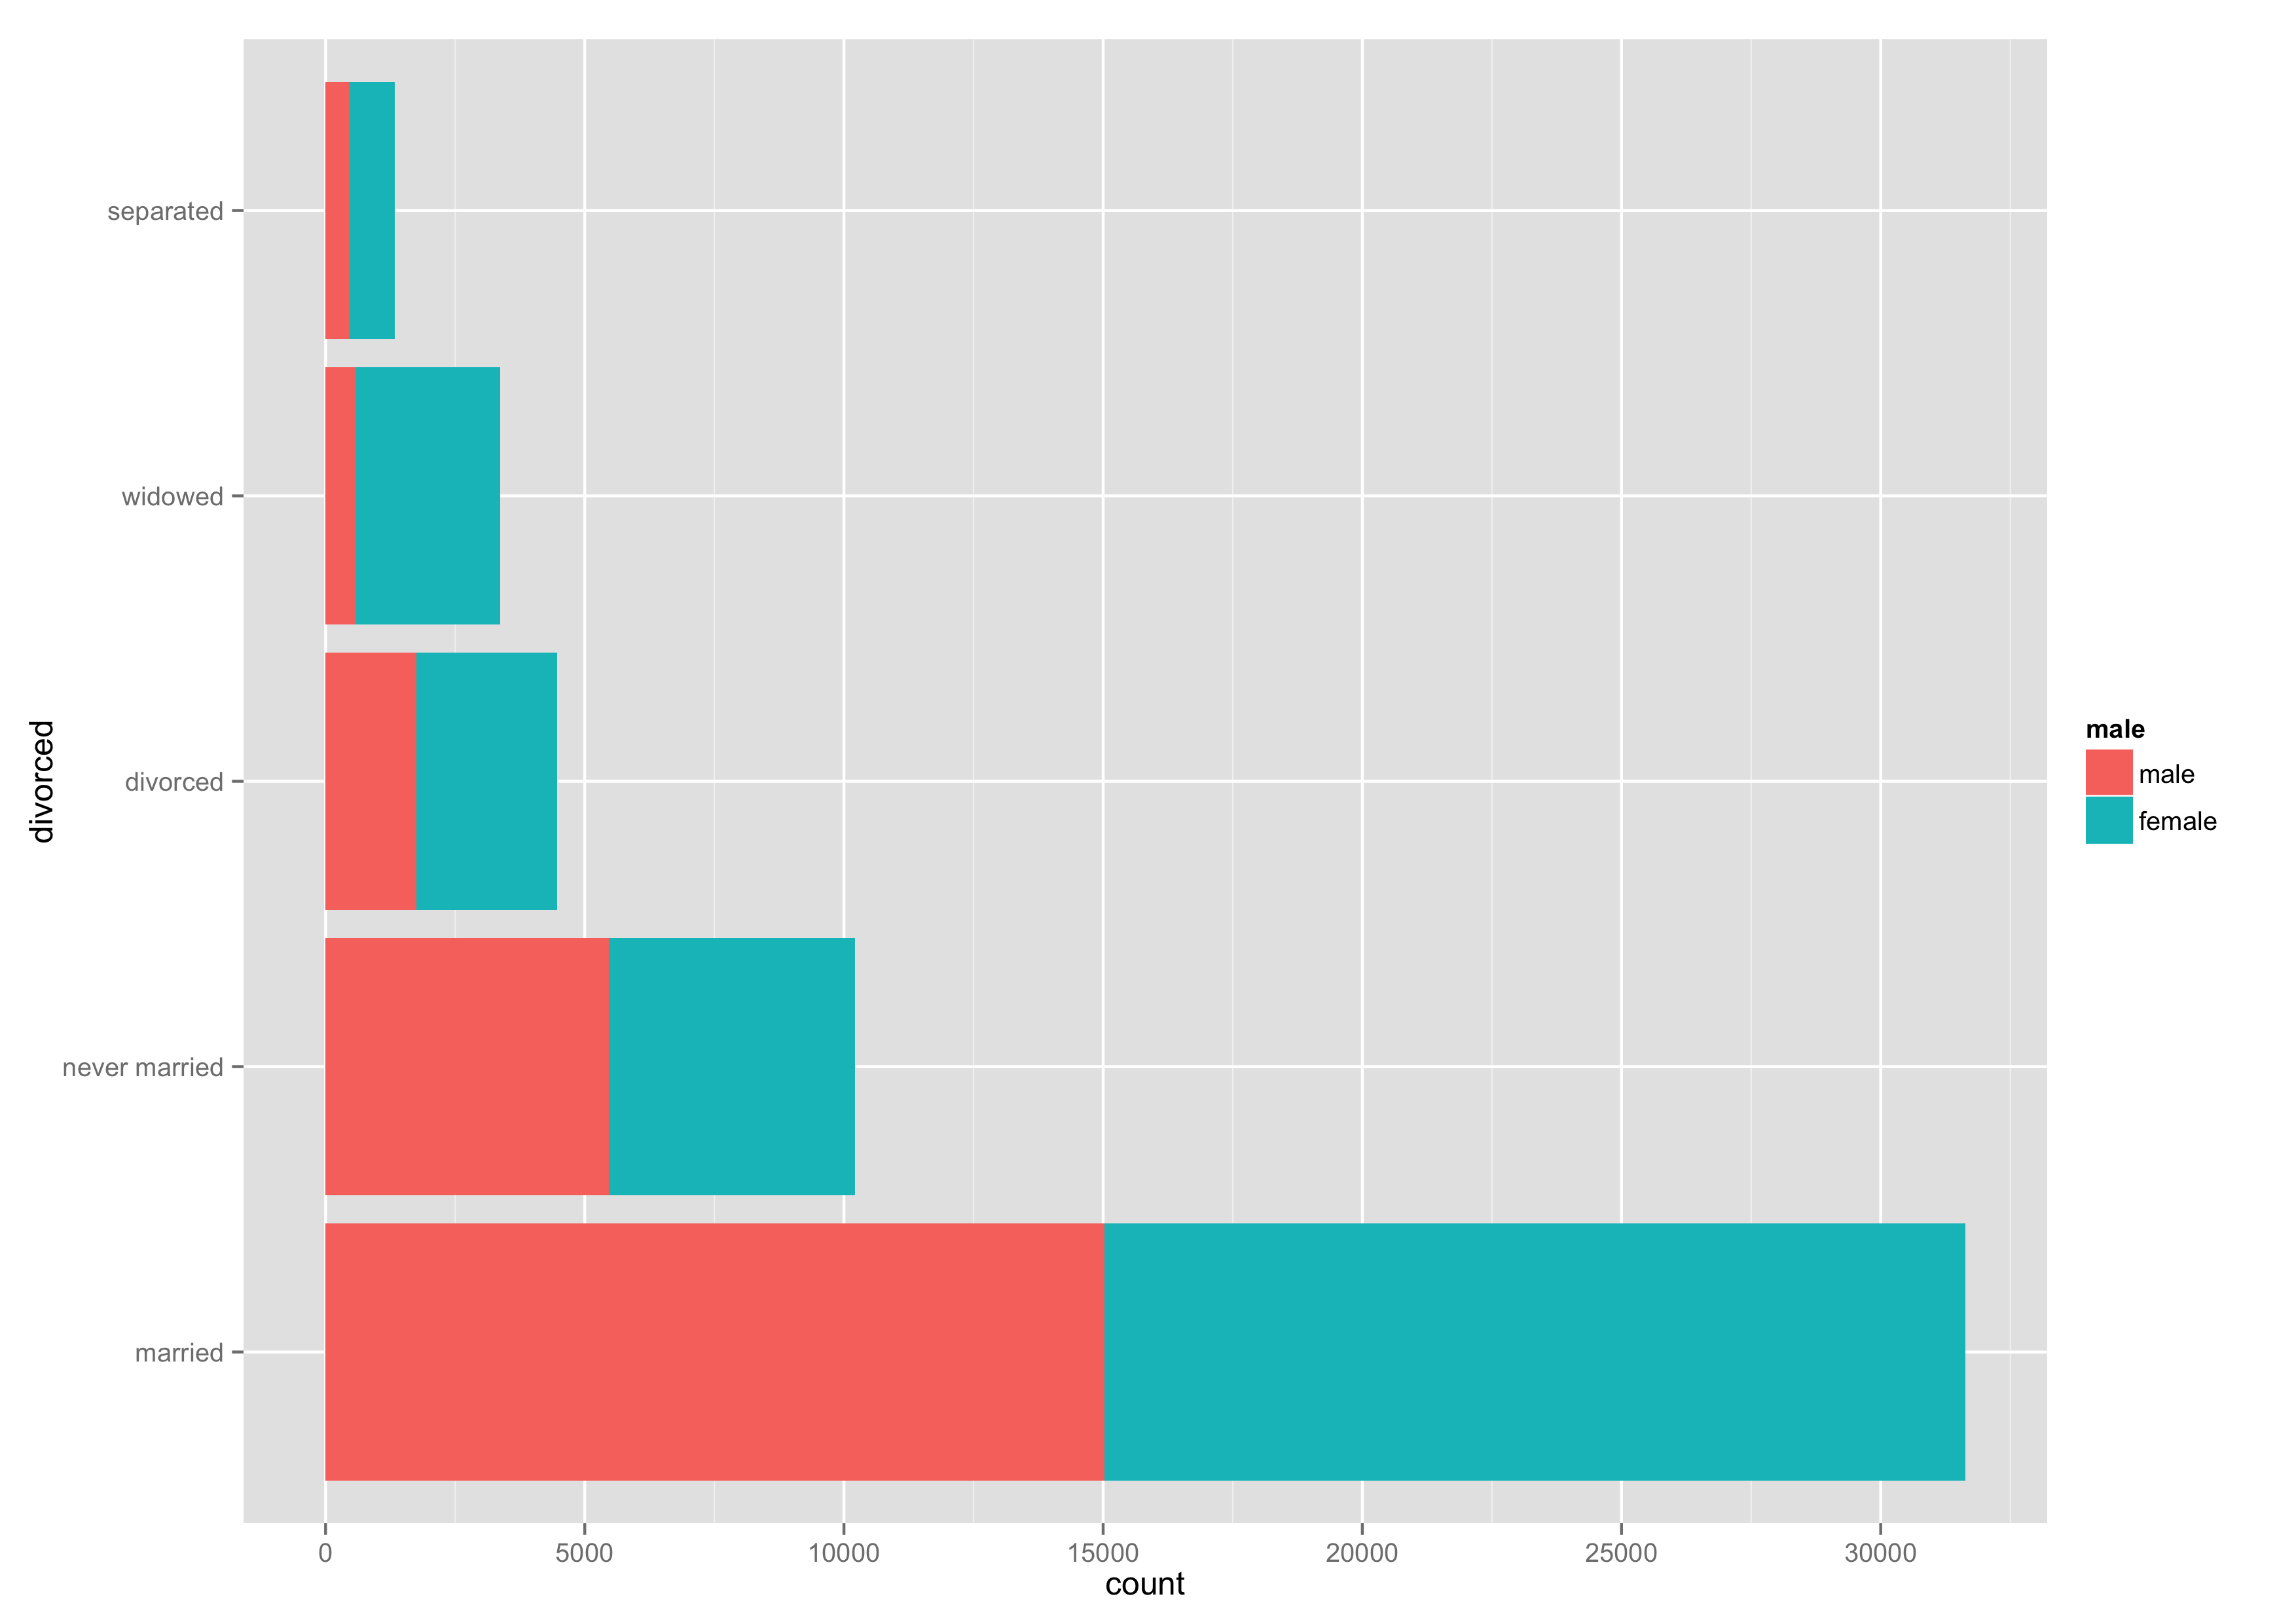 separated
widowed
divorced
never married
married
divorced
0 5000 10000 15000 20000 25000 30000
count
male
male
female